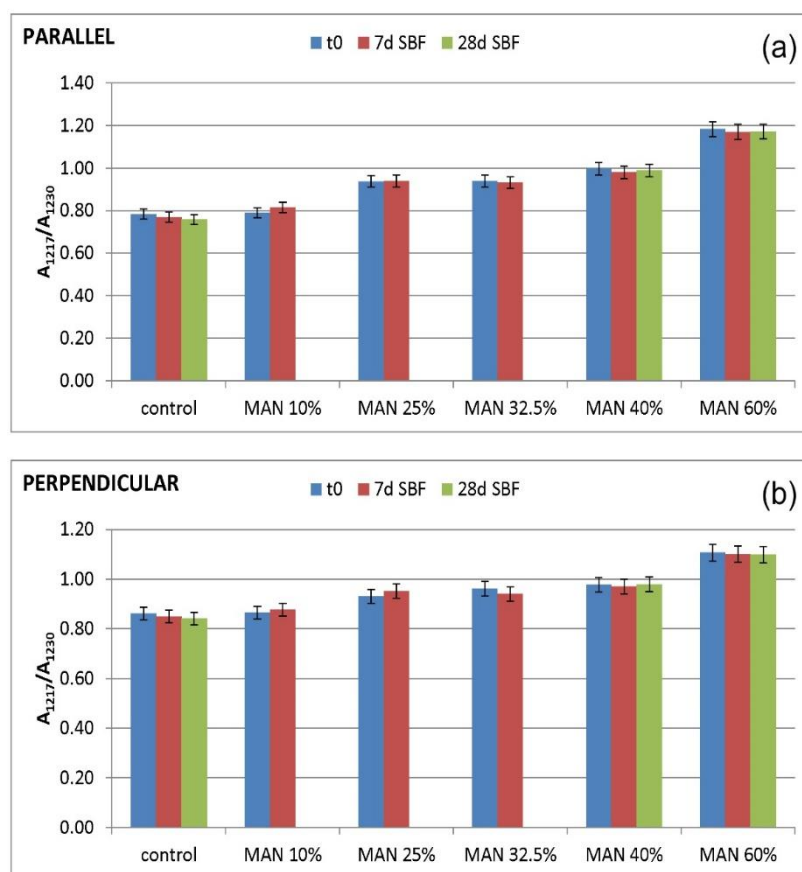 PARALLEL
t0 7d SBF 28d SBF
(a)
1.40
1.20
1.00
0.80
0.60
0.40
0.20
0.00
A1217/A1230
control MAN 10% MAN 25% MAN 32.5% MAN 40% MAN 60%
PERPENDICULAR
t0 7d SBF 28d SBF
(b)
1.20
1.00
0.80
0.60
0.40
0.20
0.00
A1217/A1230
control MAN 10% MAN 25% MAN 32.5% MAN 40% MAN 60%